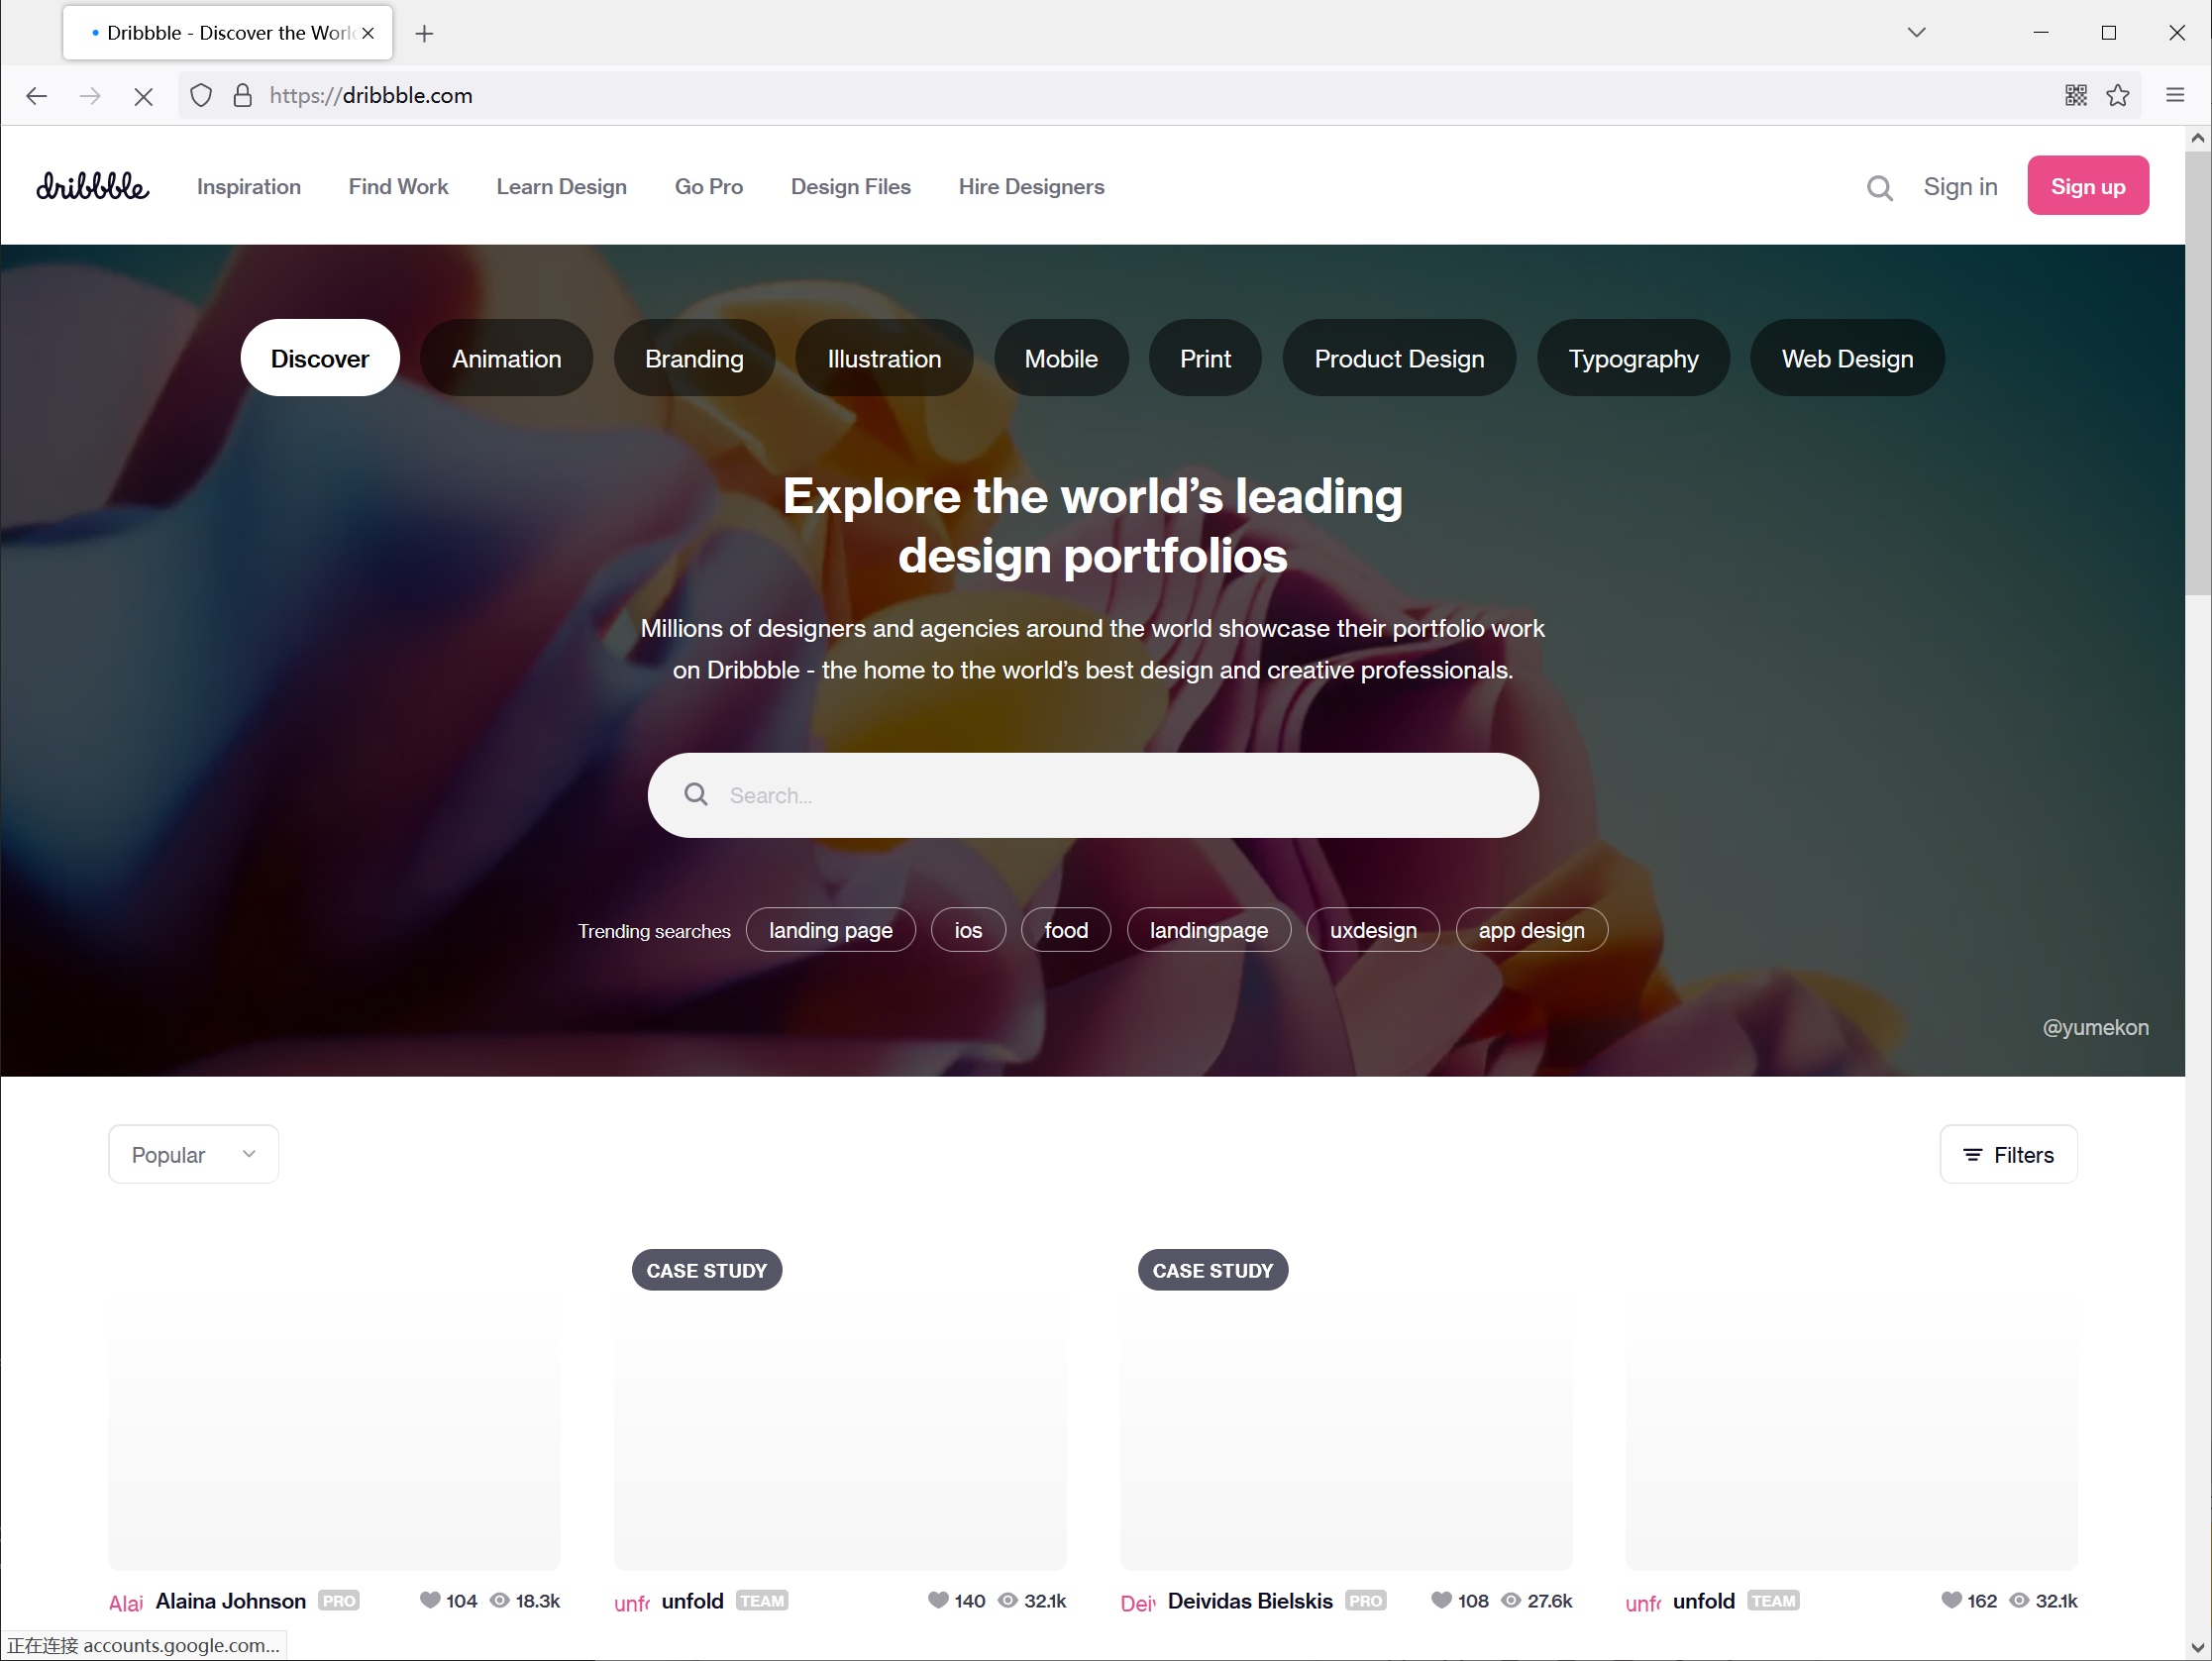 Dribbble - Discover the Worl
https://dribbble.com
dribbble Inspiration Find Work Learn Design Go Pro Design Files Hire Designers Sign in Sign up
Discover Animation Branding Illustration Mobile Print Product Design Typography Web Design
Explore the world’s leading
design portfolios
Millions of designers and agencies around the world showcase their portfolio work
on Dribbble - the home to the world’s best design and creative professionals.
Search...
Trending searches landing page ios food landingpage uxdesign app design
@yumekon
Popular Filters
CASE STUDY CASE STUDY
Alai Alaina Johnson PRO 104 18.3k unf unfold TEAM 140 32.1k Dei Deividas Bielskis PRO 108 27.6k unf unfold TEAM 162 32.1k
正在连接 accounts.google.com...